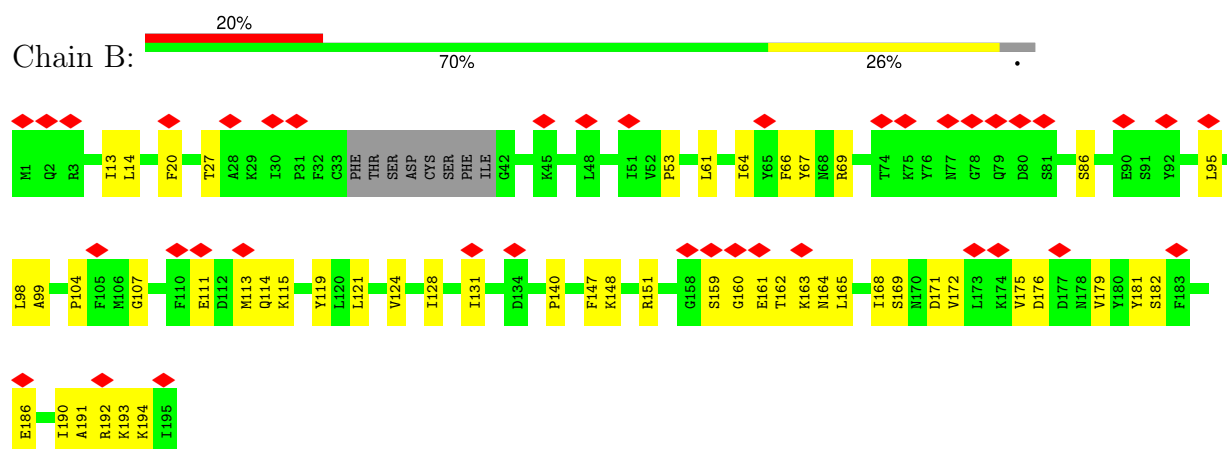 20%
Chain B:
70% 26% •
M1 Q2 R3 I13 L14 F20 T27 A28 K29 I30 P31 F32 C33 PHE THR SER ASP CYS SER PHE ILE G42 K45 L48 I51 V52 P53 L61 I64 Y65 F66 Y67 N68 R69 T74 K75 Y76 N77 G78 Q79 D80 S81 S86 E90 S91 Y92 L95
L98 A99 P104 F105 M106 G107 F110 E111 D112 M113 Q114 K115 Y119 L120 L121 V124 I128 I131 D134 P140 F147 K148 R151 G158 S159 G160 E161 T162 K163 N164 L165 I168 S169 N170 D171 V172 L173 K174 V175 D176 D177 N178 V179 Y180 Y181 S182 F183
E186 I190 A191 R192 K193 K194 I195